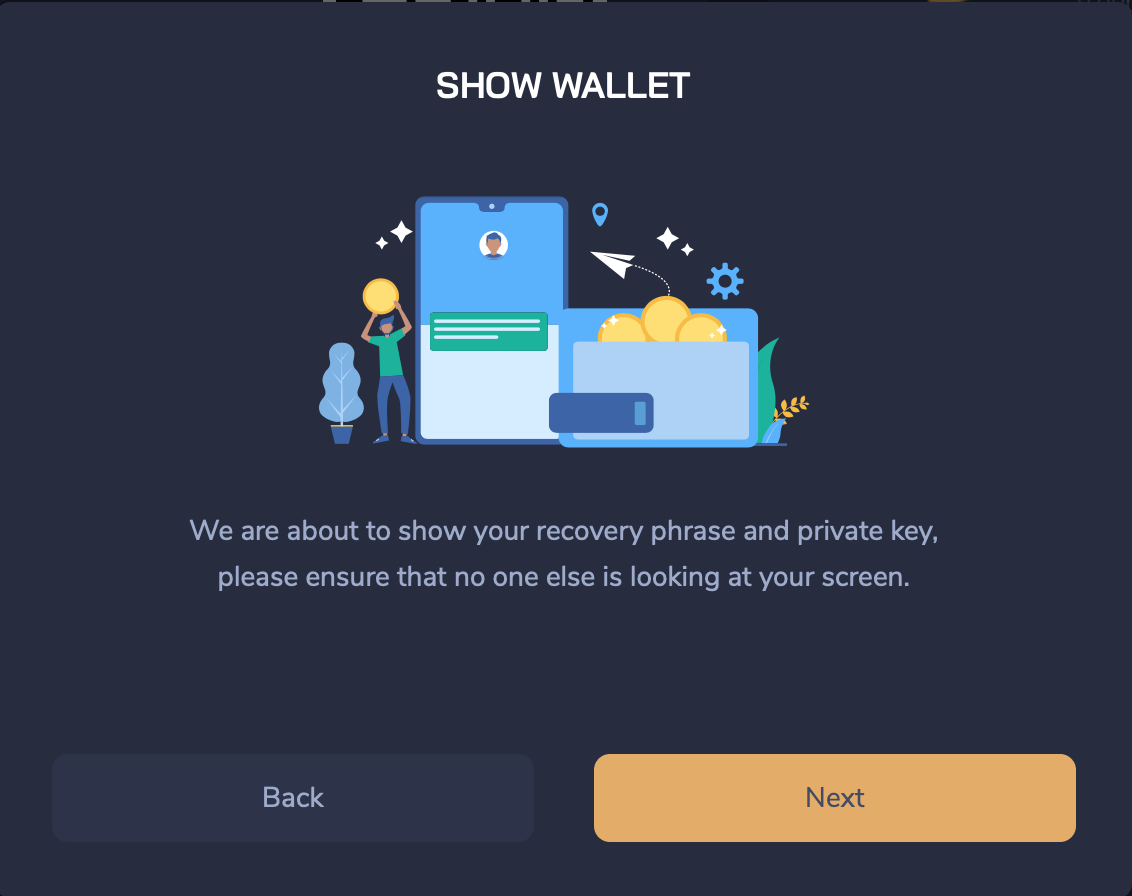 SHOW WALLET
We are about to show your recovery phrase and private key,
please ensure that no one else is looking at your screen.
Back
Next